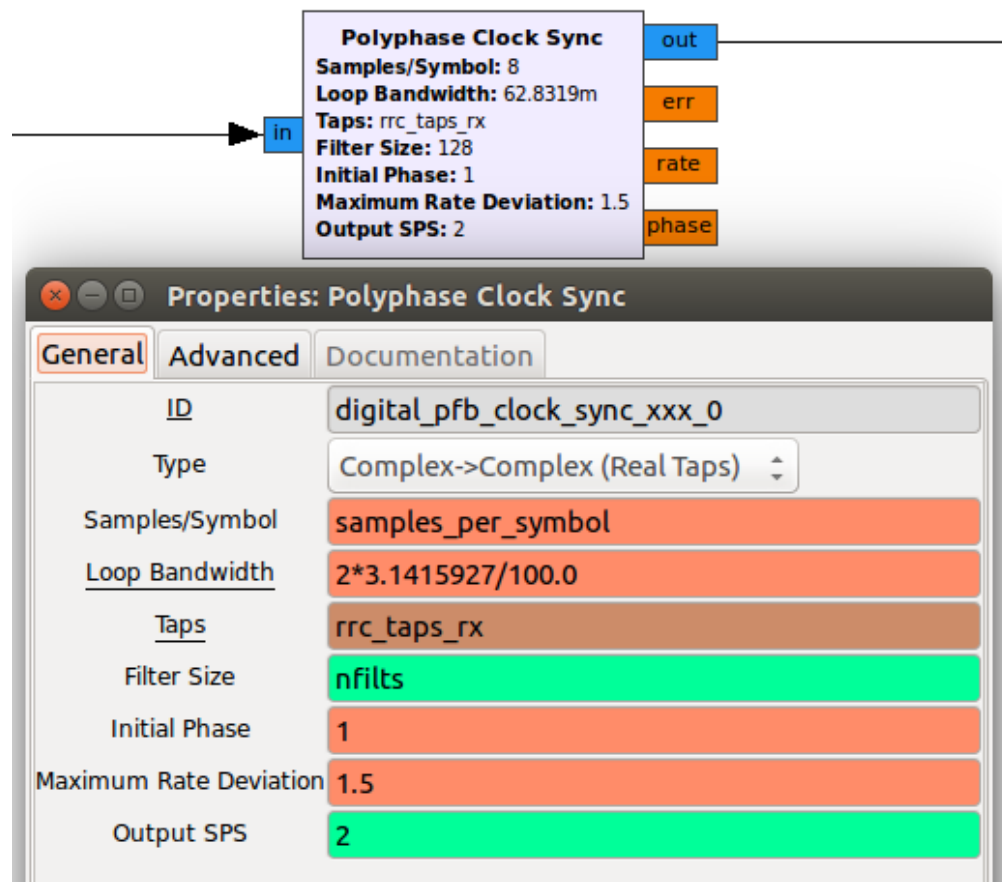 Polyphase Clock Sync
Samples/Symbol: 8
Loop Bandwidth: 62.8319m
Taps: rrc_taps_rx
Filter Size: 128
Initial Phase: 1
Maximum Rate Deviation: 1.5
Output SPS: 2
in
out
err
rate
phase
Properties: Polyphase Clock Sync
General Advanced Documentation
ID digital_pfb_clock_sync_xxx_0
Type Complex->Complex (Real Taps)
Samples/Symbol samples_per_symbol
Loop Bandwidth 2*3.1415927/100.0
Taps rrc_taps_rx
Filter Size nfilts
Initial Phase 1
Maximum Rate Deviation 1.5
Output SPS 2